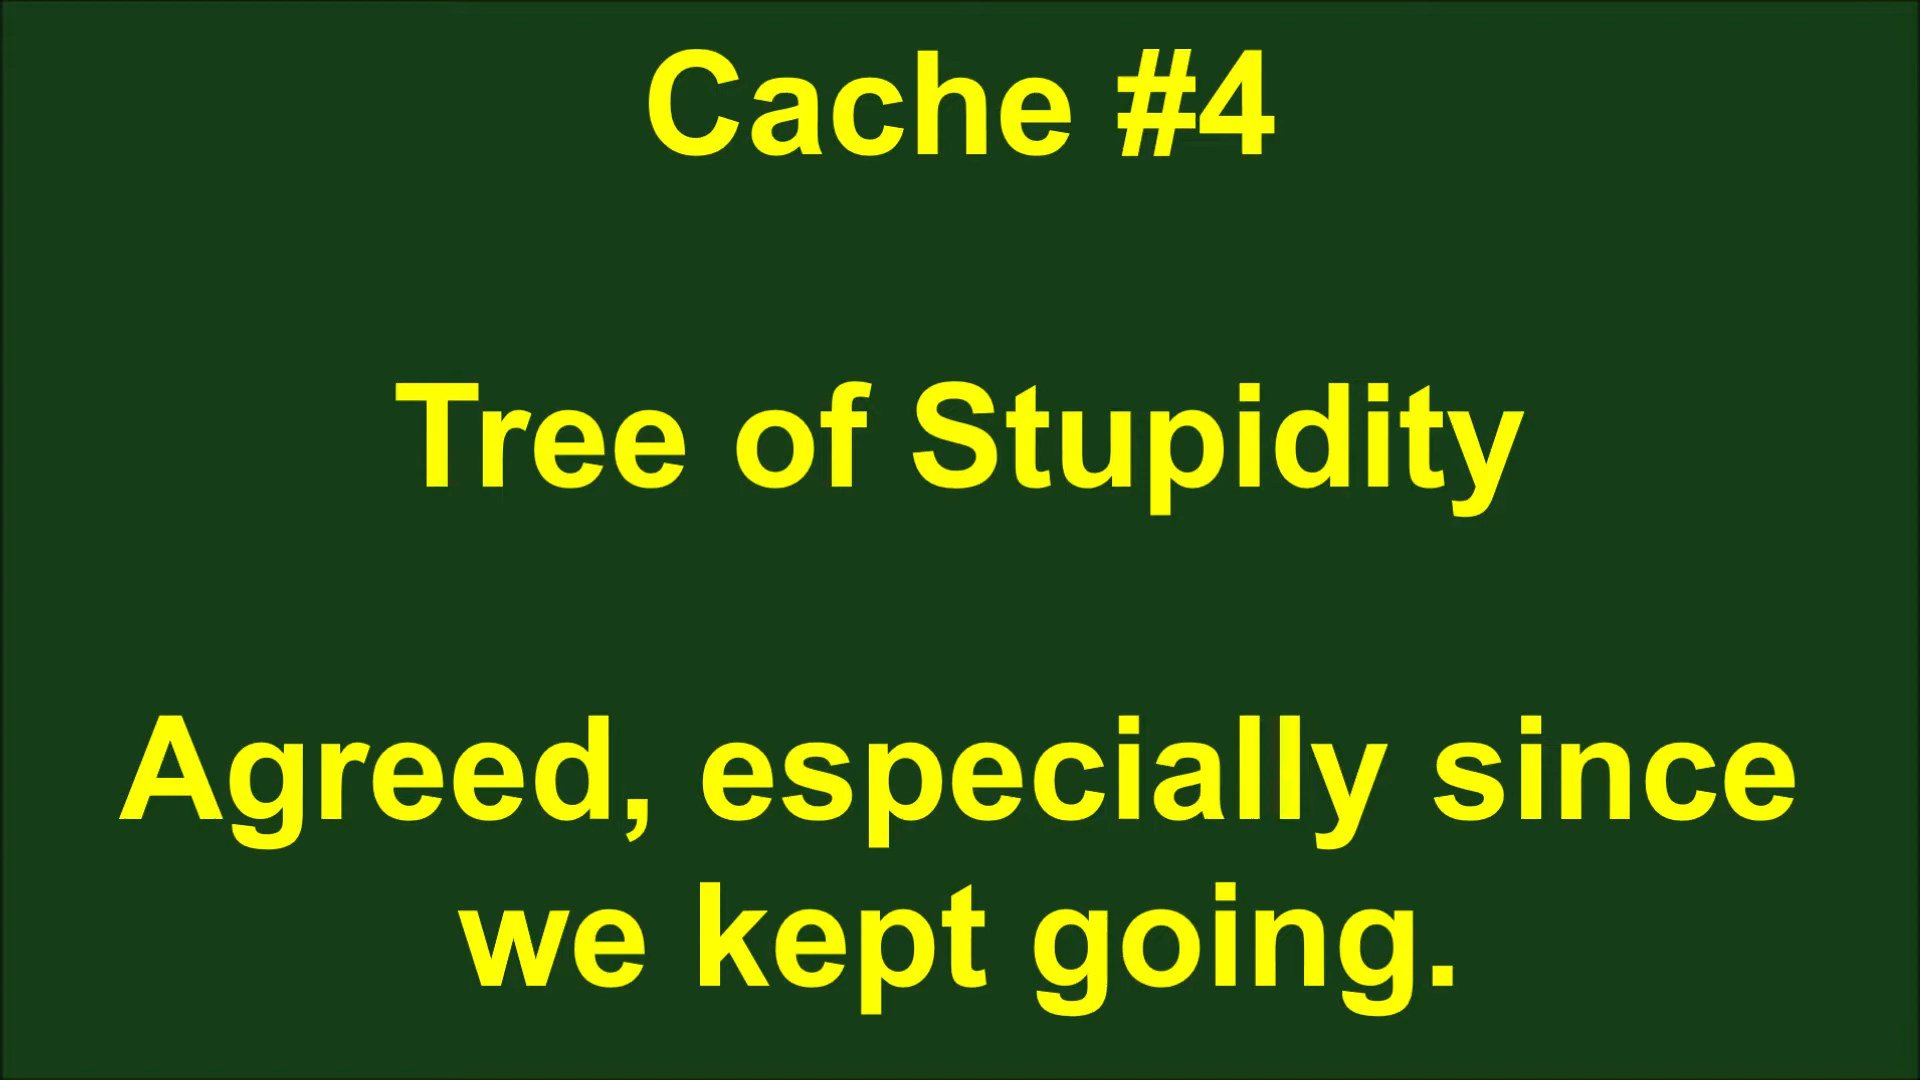 Cache #4
Tree of Stupidity
Agreed, especially since
we kept going.